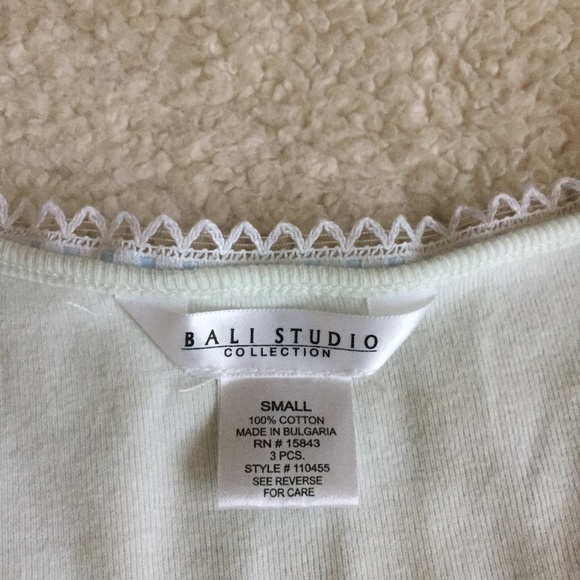 BALI STUDIO
COLLECTION
SMALL
100% COTTON
MADE IN BULGARIA
RN # 15843
3 PCS.
STYLE # 110455
SEE REVERSE
FOR CARE